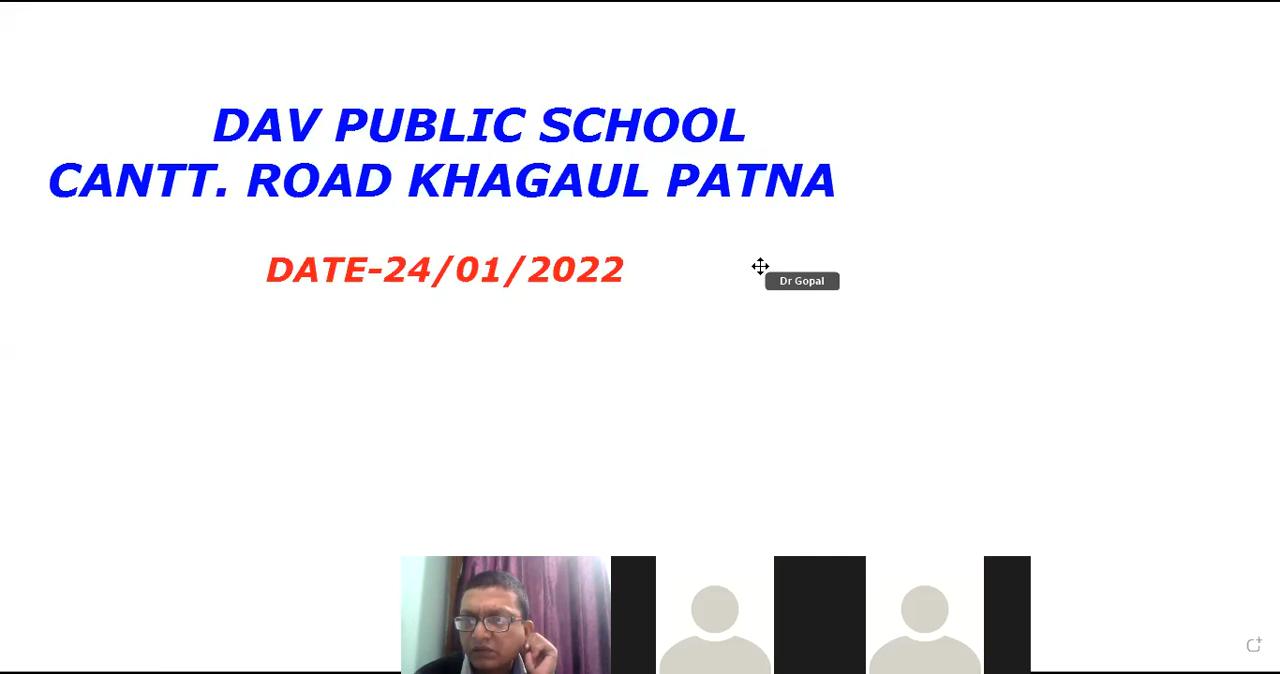 DAV PUBLIC SCHOOL
CANTT. ROAD KHAGAUL PATNA
DATE-24/01/2022
Dr Gopal